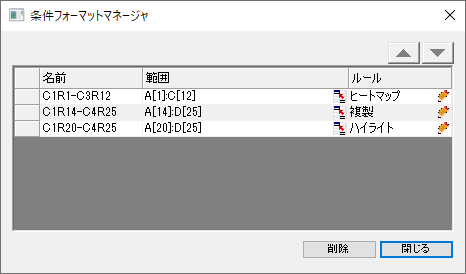 条件フォーマットマネージャ
名前 範囲 ルール
C1R1-C3R12 A[1]:C[12] ヒートマップ
C1R14-C4R25 A[14]:D[25] 複製
C1R20-C4R25 A[20]:D[25] ハイライト
削除 閉じる